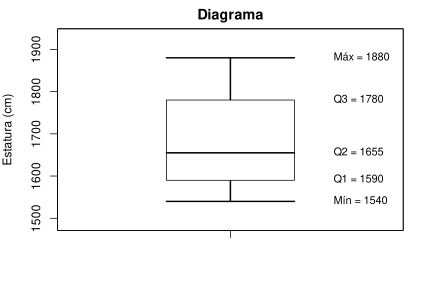 Diagrama
Estatura (cm)
1900
1800
1700
1600
1500
Máx = 1880
Q3 = 1780
Q2 = 1655
Q1 = 1590
Mín = 1540